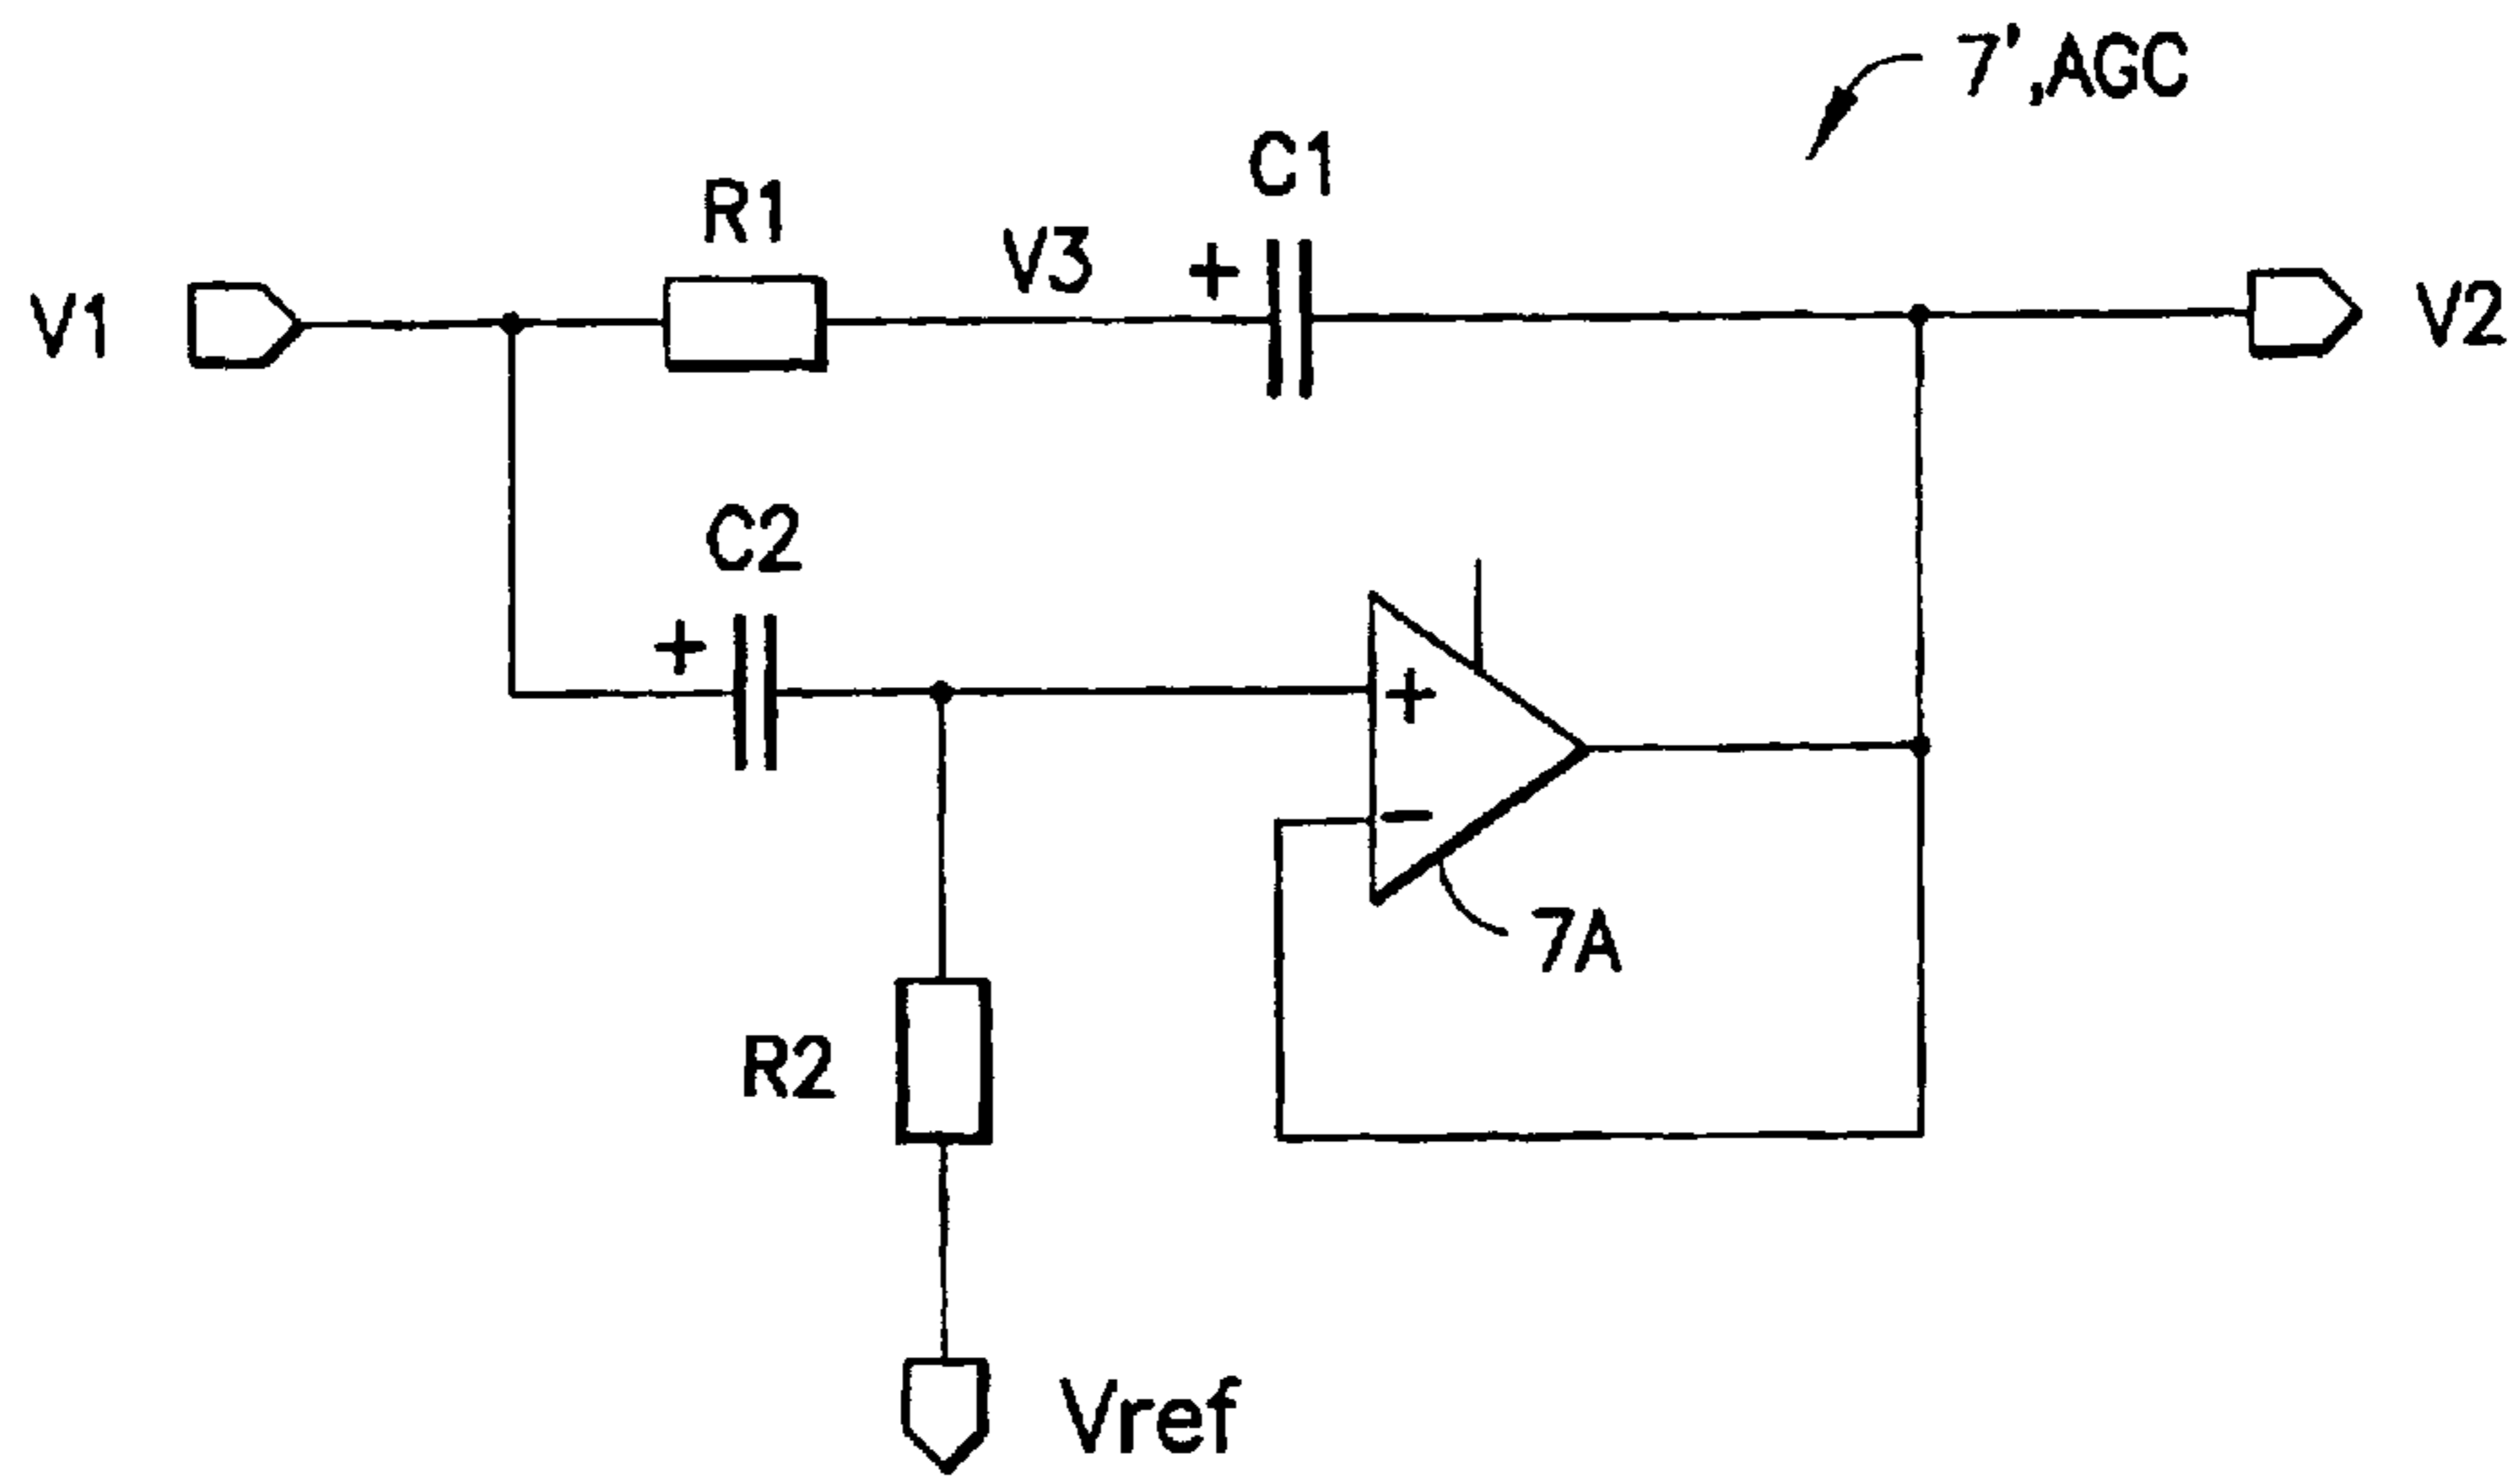 7',AGC
C1
R1
V3
+
V1
V2
C2
+
+
−
7A
R2
Vref